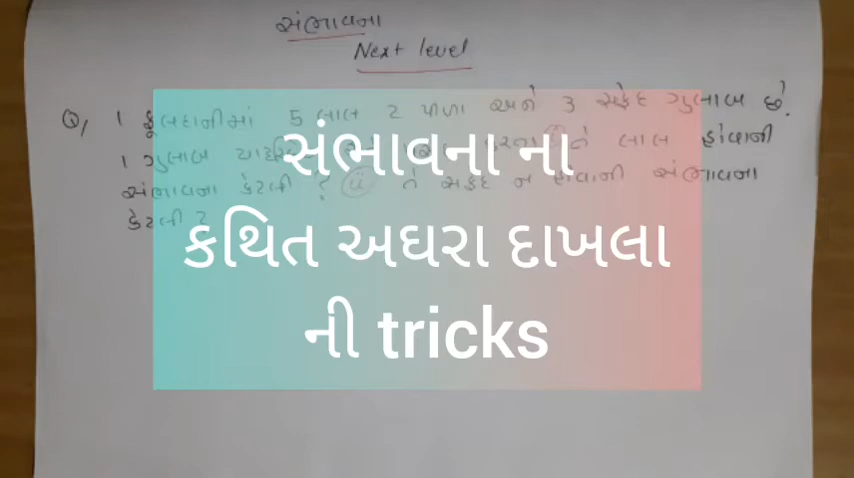 સંભાવના
Next level
Q, 1 ફૂલદાનીમાં 5 લાલ 2 પીળા અને 3 સફેદ ગુલાબ છે.
1 ગુલાબ લાલ હોવાની
સંભાવના કેટલી ? (ii) તે સફેદ ન હોવાની સંભાવના
કેટલી ?
સંભાવના ના
કથિત અઘરા દાખલા
ની tricks